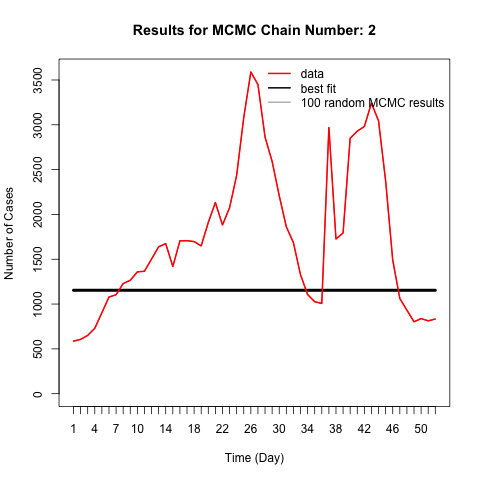 Results for MCMC Chain Number: 2
data
best fit
100 random MCMC results
Number of Cases
3500
3000
2500
2000
1500
1000
500
0
1 4 7 10 14 18 22 26 30 34 38 42 46 50
Time (Day)